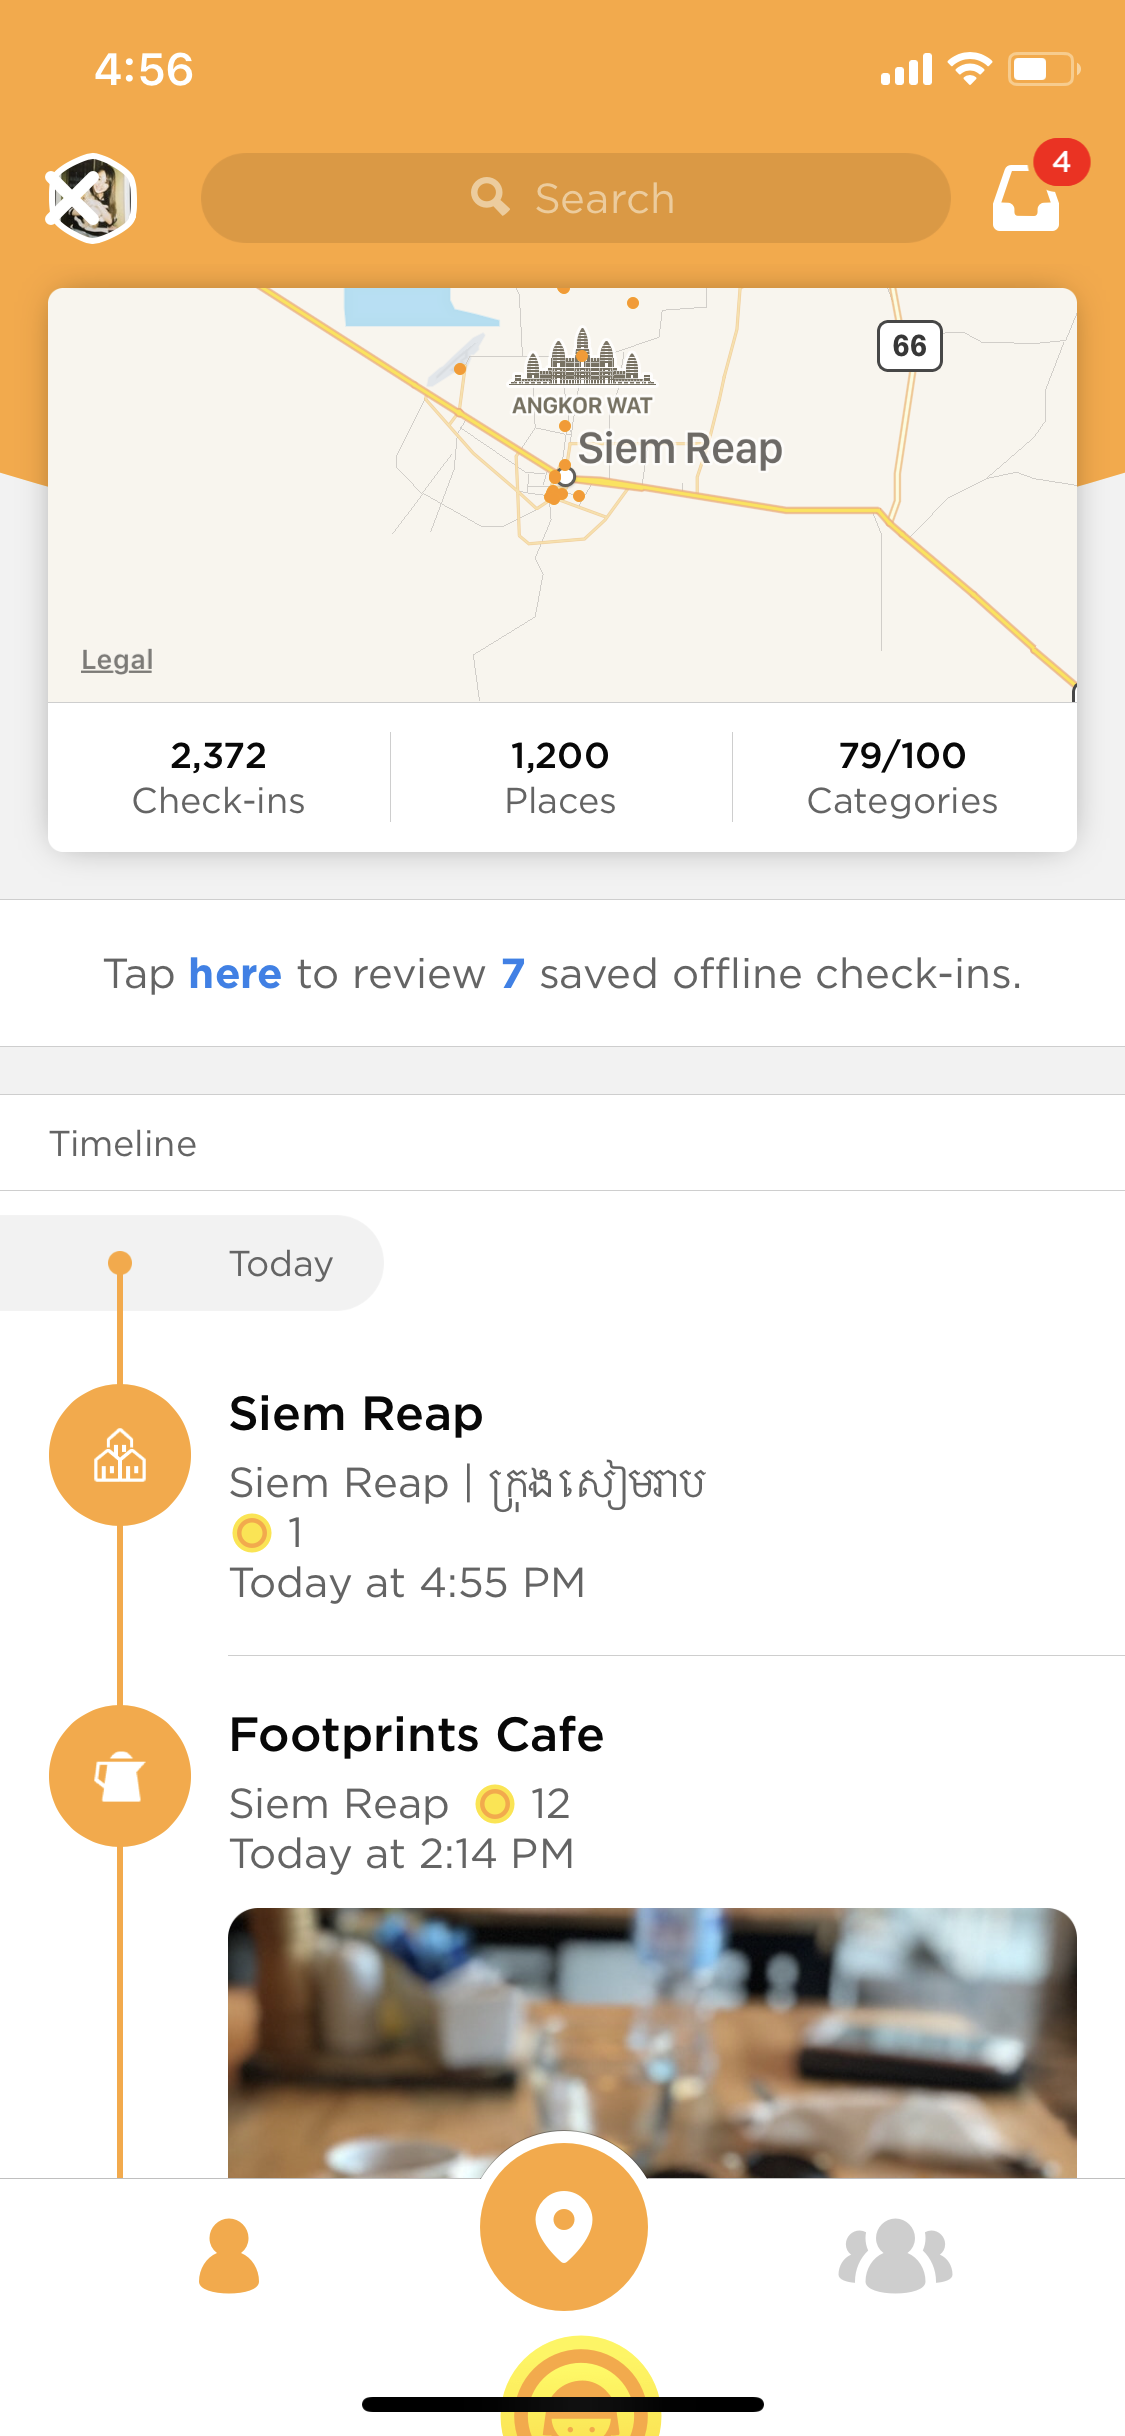 4:56
Search
4
66
ANGKOR WAT
Siem Reap
Legal
2,372
Check-ins
1,200
Places
79/100
Categories
Tap here to review 7 saved offline check-ins.
Timeline
Today
Siem Reap
Siem Reap | ក្រុងសៀមរាប
1
Today at 4:55 PM
Footprints Cafe
Siem Reap 12
Today at 2:14 PM